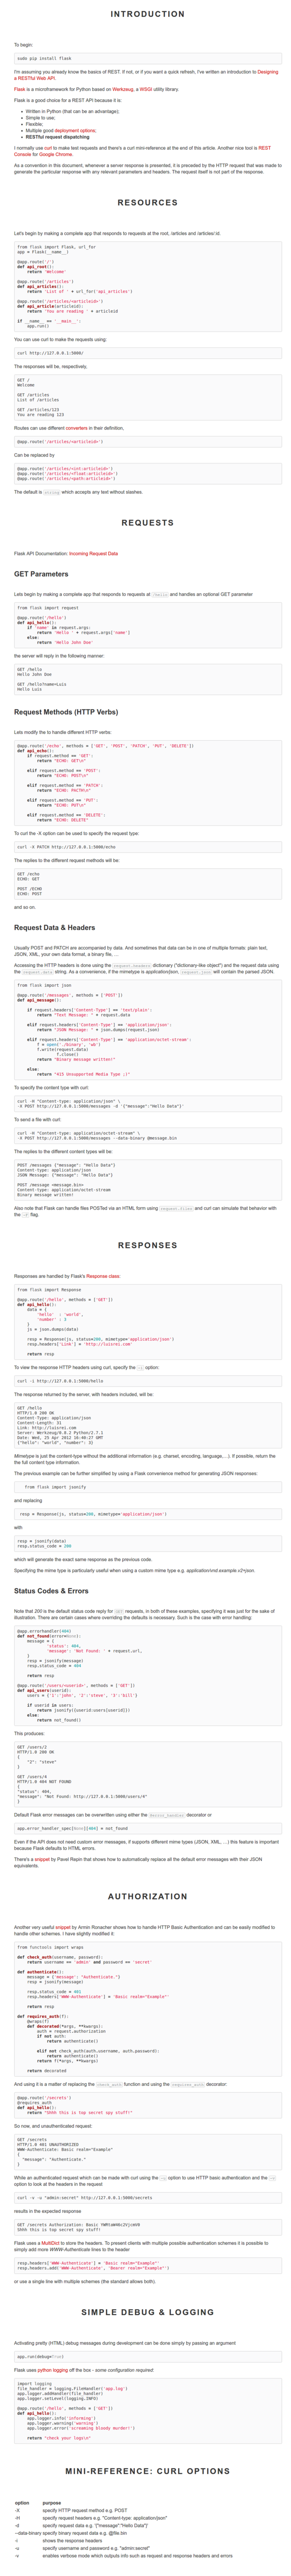 INTRODUCTION
To begin:
sudo pip install flask
I'm assuming you already know the basics of REST. If not, or if you want a quick refresh, I've written an introduction to Designing
a RESTful Web API.
Flask is a microframework for Python based on Werkzeug, a WSGI utility library.
Flask is a good choice for a REST API because it is:
Written in Python (that can be an advantage);
Simple to use;
Flexible;
Multiple good deployment options;
RESTful request dispatching
I normally use curl to make test requests and there's a curl mini-reference at the end of this article. Another nice tool is REST
Console for Google Chrome.
As a convention in this document, whenever a server response is presented, it is preceded by the HTTP request that was made to
generate the particular response with any relevant parameters and headers. The request itself is not part of the response.
RESOURCES
Let's begin by making a complete app that responds to requests at the root, /articles and /articles/:id.
from flask import Flask, url_for
app = Flask(__name__)
@app.route('/')
def api_root():
return 'Welcome'
@app.route('/articles')
def api_articles():
return 'List of ' + url_for('api_articles')
@app.route('/articles/<articleid>')
def api_article(articleid):
return 'You are reading ' + articleid
if __name__ == '__main__':
app.run()
You can use curl to make the requests using:
curl http://127.0.0.1:5000/
The responses will be, respectively,
GET /
Welcome
GET /articles
List of /articles
GET /articles/123
You are reading 123
Routes can use different converters in their definition,
@app.route('/articles/<articleid>')
Can be replaced by
@app.route('/articles/<int:articleid>')
@app.route('/articles/<float:articleid>')
@app.route('/articles/<path:articleid>')
The default is string which accepts any text without slashes.
REQUESTS
Flask API Documentation: Incoming Request Data
GET Parameters
Lets begin by making a complete app that responds to requests at /hello and handles an optional GET parameter
from flask import request
@app.route('/hello')
def api_hello():
if 'name' in request.args:
return 'Hello ' + request.args['name']
else:
return 'Hello John Doe'
the server will reply in the following manner:
GET /hello
Hello John Doe
GET /hello?name=Luis
Hello Luis
Request Methods (HTTP Verbs)
Lets modify the to handle different HTTP verbs:
@app.route('/echo', methods = ['GET', 'POST', 'PATCH', 'PUT', 'DELETE'])
def api_echo():
if request.method == 'GET':
return "ECHO: GET\n"
elif request.method == 'POST':
return "ECHO: POST\n"
elif request.method == 'PATCH':
return "ECHO: PACTH\n"
elif request.method == 'PUT':
return "ECHO: PUT\n"
elif request.method == 'DELETE':
return "ECHO: DELETE"
To curl the -X option can be used to specify the request type:
curl -X PATCH http://127.0.0.1:5000/echo
The replies to the different request methods will be:
GET /echo
ECHO: GET
POST /ECHO
ECHO: POST
and so on.
Request Data & Headers
Usually POST and PATCH are accompanied by data. And sometimes that data can be in one of multiple formats: plain text,
JSON, XML, your own data format, a binary file, ...
Accessing the HTTP headers is done using the request.headers dictionary ("dictionary-like object") and the request data using
the request.data string. As a convenience, if the mimetype is application/json, request.json will contain the parsed JSON.
from flask import json
@app.route('/messages', methods = ['POST'])
def api_message():
if request.headers['Content-Type'] == 'text/plain':
return "Text Message: " + request.data
elif request.headers['Content-Type'] == 'application/json':
return "JSON Message: " + json.dumps(request.json)
elif request.headers['Content-Type'] == 'application/octet-stream':
f = open('./binary', 'wb')
f.write(request.data)
f.close()
return "Binary message written!"
else:
return "415 Unsupported Media Type ;)"
To specify the content type with curl:
curl -H "Content-type: application/json" \
-X POST http://127.0.0.1:5000/messages -d '{"message":"Hello Data"}'
To send a file with curl:
curl -H "Content-type: application/octet-stream" \
-X POST http://127.0.0.1:5000/messages --data-binary @message.bin
The replies to the different content types will be:
POST /messages {"message": "Hello Data"}
Content-type: application/json
JSON Message: {"message": "Hello Data"}
POST /message <message.bin>
Content-type: application/octet-stream
Binary message written!
Also note that Flask can handle files POSTed via an HTML form using request.files and curl can simulate that behavior with
the -F flag.
RESPONSES
Responses are handled by Flask's Response class:
from flask import Response
@app.route('/hello', methods = ['GET'])
def api_hello():
data = {
'hello'  : 'world',
'number' : 3
}
js = json.dumps(data)
resp = Response(js, status=200, mimetype='application/json')
resp.headers['Link'] = 'http://luisrei.com'
return resp
To view the response HTTP headers using curl, specify the -i option:
curl -i http://127.0.0.1:5000/hello
The response returned by the server, with headers included, will be:
GET /hello
HTTP/1.0 200 OK
Content-Type: application/json
Content-Length: 31
Link: http://luisrei.com
Server: Werkzeug/0.8.2 Python/2.7.1
Date: Wed, 25 Apr 2012 16:40:27 GMT
{"hello": "world", "number": 3}
Mimetype is just the content-type without the additional information (e.g. charset, encoding, language, ...). If possible, return the
the full content type information.
The previous example can be further simplified by using a Flask convenience method for generating JSON responses:
from flask import jsonify
and replacing
resp = Response(js, status=200, mimetype='application/json')
with
resp = jsonify(data)
resp.status_code = 200
which will generate the exact same response as the previous code.
Specifying the mime type is particularly useful when using a custom mime type e.g. application/vnd.example.v2+json.
Status Codes & Errors
Note that 200 is the default status code reply for GET requests, in both of these examples, specifying it was just for the sake of
illustration. There are certain cases where overriding the defaults is necessary. Such is the case with error handling:
@app.errorhandler(404)
def not_found(error=None):
message = {
'status': 404,
'message': 'Not Found: ' + request.url,
}
resp = jsonify(message)
resp.status_code = 404
return resp
@app.route('/users/<userid>', methods = ['GET'])
def api_users(userid):
users = {'1':'john', '2':'steve', '3':'bill'}
if userid in users:
return jsonify({userid:users[userid]})
else:
return not_found()
This produces:
GET /users/2
HTTP/1.0 200 OK
{
"2": "steve"
}
GET /users/4
HTTP/1.0 404 NOT FOUND
{
"status": 404,
"message": "Not Found: http://127.0.0.1:5000/users/4"
}
Default Flask error messages can be overwritten using either the @error_handler decorator or
app.error_handler_spec[None][404] = not_found
Even if the API does not need custom error messages, if supports different mime types (JSON, XML, ...) this feature is important
because Flask defaults to HTML errors.
There's a snippet by Pavel Repin that shows how to automatically replace all the default error messages with their JSON
equivalents.
AUTHORIZATION
Another very useful snippet by Armin Ronacher shows how to handle HTTP Basic Authentication and can be easily modified to
handle other schemes. I have slightly modified it:
from functools import wraps
def check_auth(username, password):
return username == 'admin' and password == 'secret'
def authenticate():
message = {'message': "Authenticate."}
resp = jsonify(message)
resp.status_code = 401
resp.headers['WWW-Authenticate'] = 'Basic realm="Example"'
return resp
def requires_auth(f):
@wraps(f)
def decorated(*args, **kwargs):
auth = request.authorization
if not auth:
return authenticate()
elif not check_auth(auth.username, auth.password):
return authenticate()
return f(*args, **kwargs)
return decorated
And using it is a matter of replacing the check_auth function and using the requires_auth decorator:
@app.route('/secrets')
@requires_auth
def api_hello():
return "Shhh this is top secret spy stuff!"
So now, and unauthenticated request:
GET /secrets
HTTP/1.0 401 UNAUTHORIZED
WWW-Authenticate: Basic realm="Example"
{
"message": "Authenticate."
}
While an authenticated request which can be made with curl using the -u option to use HTTP basic authentication and the -v
option to look at the headers in the request:
curl -v -u "admin:secret" http://127.0.0.1:5000/secrets
results in the expected response
GET /secrets Authorization: Basic YWRtaW46c2VjcmV0
Shhh this is top secret spy stuff!
Flask uses a MultiDict to store the headers. To present clients with multiple possible authentication schemes it is possible to
simply add more WWW-Authenticate lines to the header
resp.headers['WWW-Authenticate'] = 'Basic realm="Example"'
resp.headers.add('WWW-Authenticate', 'Bearer realm="Example"')
or use a single line with multiple schemes (the standard allows both).
SIMPLE DEBUG & LOGGING
Activating pretty (HTML) debug messages during development can be done simply by passing an argument
app.run(debug=True)
Flask uses python logging off the box - some configuration required:
import logging
file_handler = logging.FileHandler('app.log')
app.logger.addHandler(file_handler)
app.logger.setLevel(logging.INFO)
@app.route('/hello', methods = ['GET'])
def api_hello():
app.logger.info('informing')
app.logger.warning('warning')
app.logger.error('screaming bloody murder!')
return "check your logs\n"
MINI-REFERENCE: CURL OPTIONS
option purpose
-X specify HTTP request method e.g. POST
-H specify request headers e.g. "Content-type: application/json"
-d specify request data e.g. '{"message":"Hello Data"}'
--data-binary specify binary request data e.g. @file.bin
-i shows the response headers
-u specify username and password e.g. "admin:secret"
-v enables verbose mode which outputs info such as request and response headers and errors